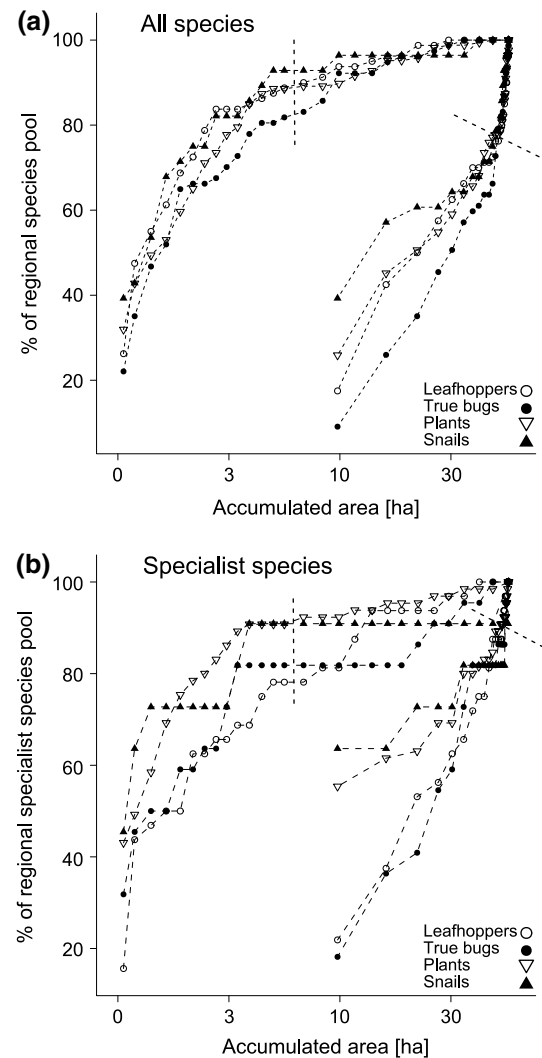 (a) All species
% of regional species pool
100
80
60
40
20
Leafhoppers
True bugs
Plants
Snails
0 3 10 30
Accumulated area [ha]
(b) Specialist species
% of regional specialist species pool
100
80
60
40
20
Leafhoppers
True bugs
Plants
Snails
0 3 10 30
Accumulated area [ha]